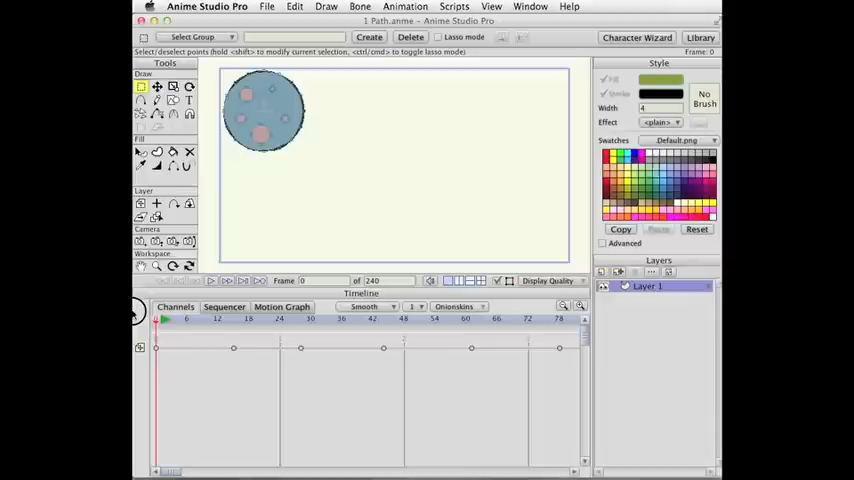 Anime Studio Pro File Edit Draw Bone Animation Scripts View Window Help
1 Path.anme - Anime Studio Pro
Select Group Create Delete Lasso mode Character Wizard Library
Select/deselect points (hold <shift> to modify current selection, <ctrl/cmd> to toggle lasso mode) Frame: 0
Tools
Draw
Fill
Layer
Camera
Workspace
Style
Fill
Stroke
No Brush
Width 4
Effect <plain>
Swatches Default.png
Copy Paste Reset
Advanced
Layers
Layer 1
Frame 0 of 240 Display Quality
Timeline
Channels Sequencer Motion Graph Smooth 1 Onionskins
0 6 12 18 24 30 36 42 48 54 60 66 72 78
1 2 3